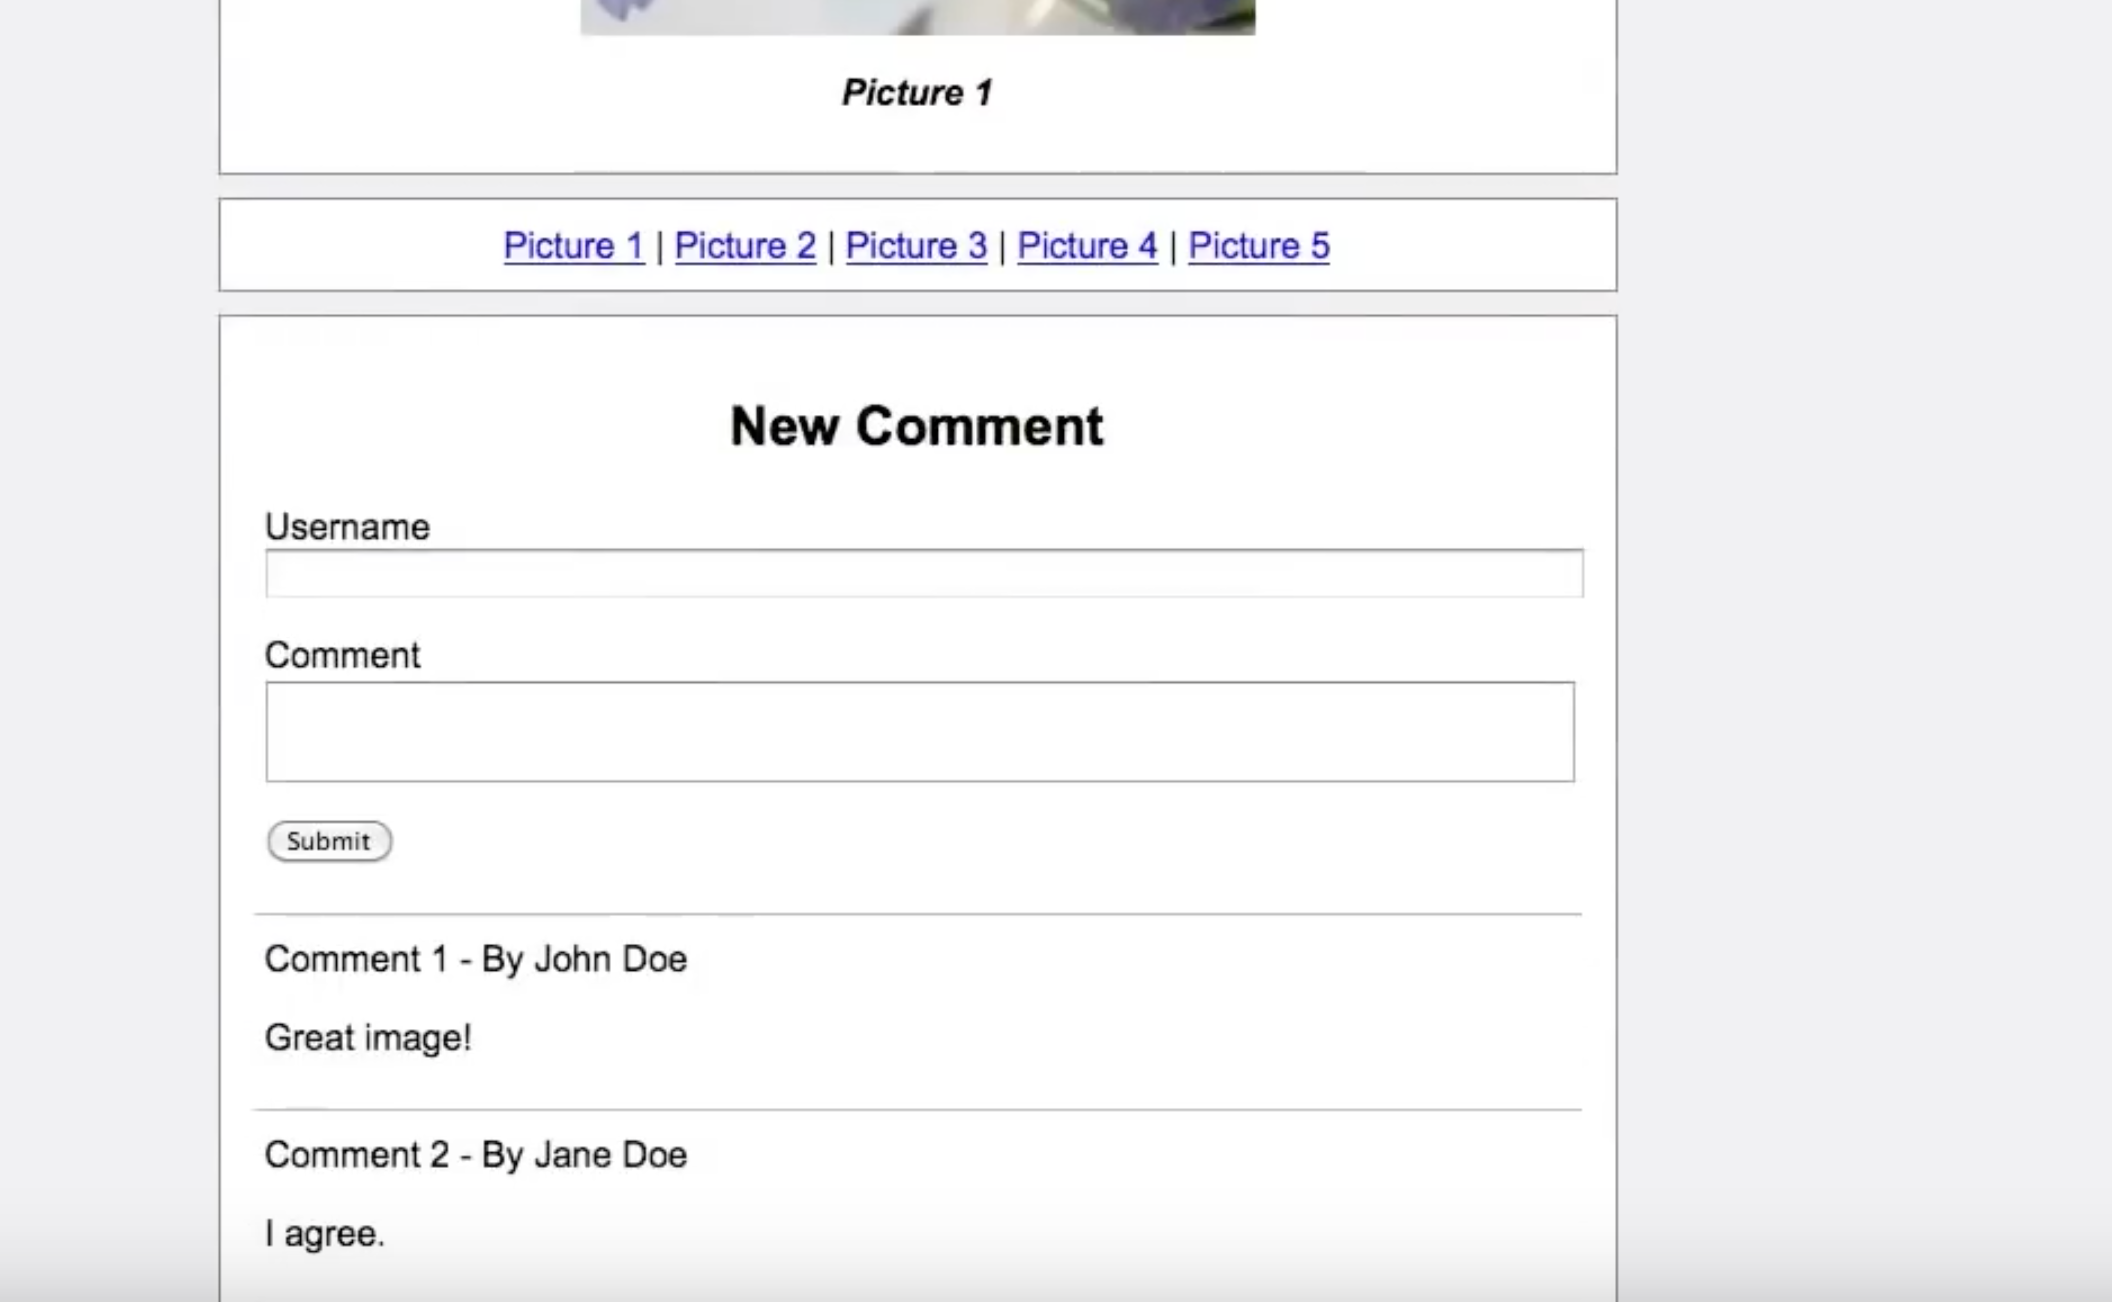 Picture 1
Picture 1 | Picture 2 | Picture 3 | Picture 4 | Picture 5
New Comment
Username
Comment
Submit
Comment 1 - By John Doe
Great image!
Comment 2 - By Jane Doe
I agree.